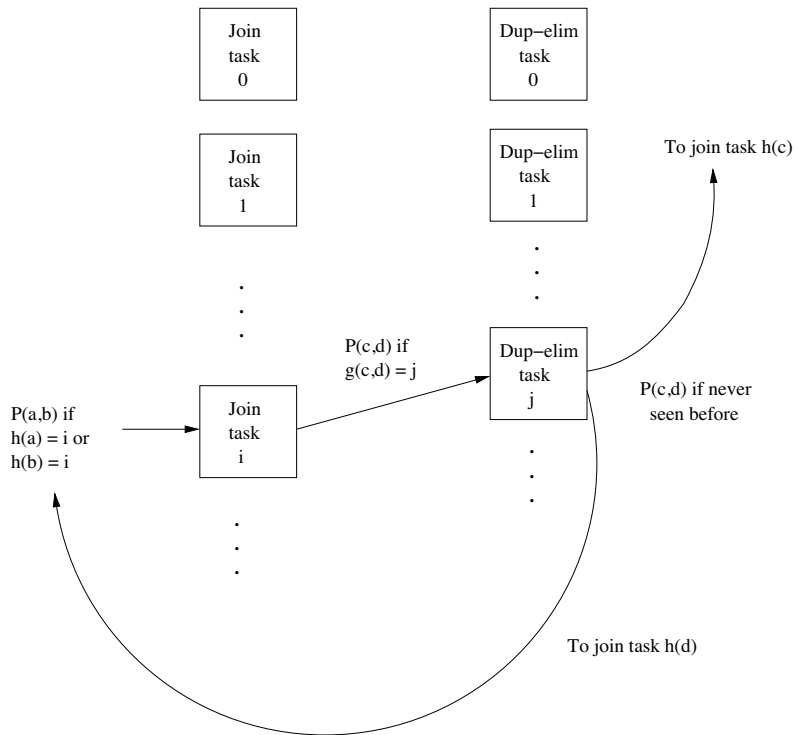 Join
task
0
Dup−elim
task
0
Join
task
1
Dup−elim
task
1
To join task h(c)
P(c,d) if
g(c,d) = j
Dup−elim
task
j
P(a,b) if
h(a) = i or
h(b) = i
Join
task
i
P(c,d) if never
seen before
To join task h(d)